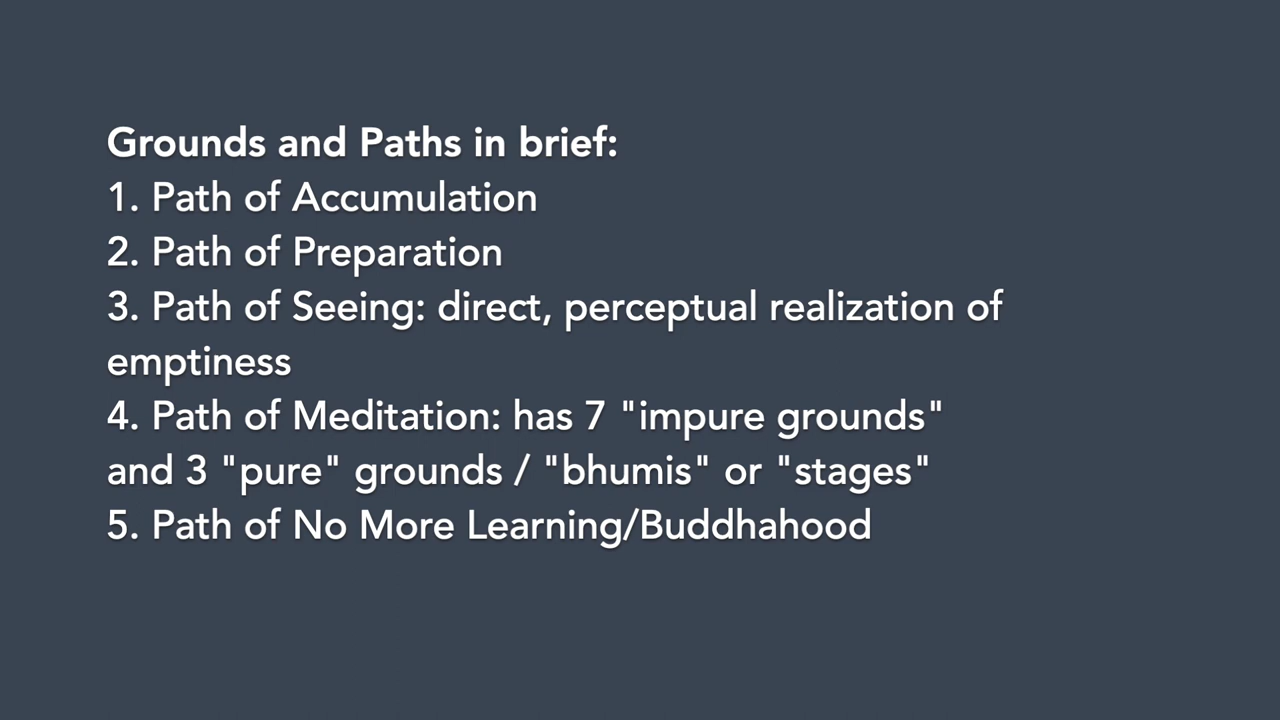 Grounds and Paths in brief:
1. Path of Accumulation
2. Path of Preparation
3. Path of Seeing: direct, perceptual realization of
emptiness
4. Path of Meditation: has 7 "impure grounds"
and 3 "pure" grounds / "bhumis" or "stages"
5. Path of No More Learning/Buddhahood